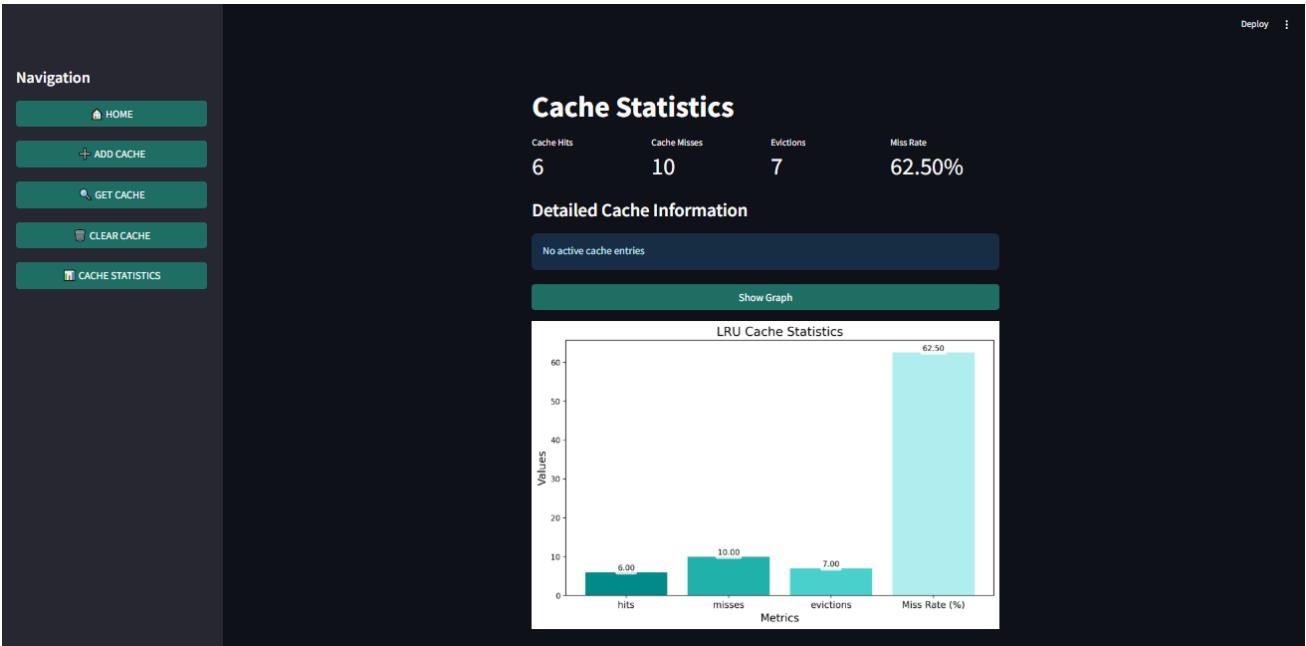 Deploy
Navigation
HOME
ADD CACHE
GET CACHE
CLEAR CACHE
CACHE STATISTICS
Cache Statistics
Cache Hits Cache Misses Evictions Miss Rate
6 10 7 62.50%
Detailed Cache Information
No active cache entries
Show Graph
LRU Cache Statistics
62.50
60
50
40
30
20
10
0
Values
6.00 10.00 7.00
hits misses evictions Miss Rate (%)
Metrics